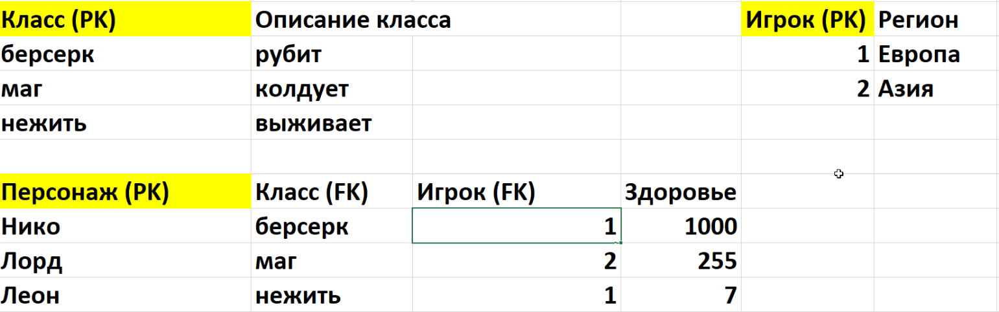 Класс (PK) Описание класса Игрок (PK) Регион
берсерк рубит 1 Европа
маг колдует 2 Азия
нежить выживает
Персонаж (PK) Класс (FK) Игрок (FK) Здоровье
Нико берсерк 1 1000
Лорд маг 2 255
Леон нежить 1 7